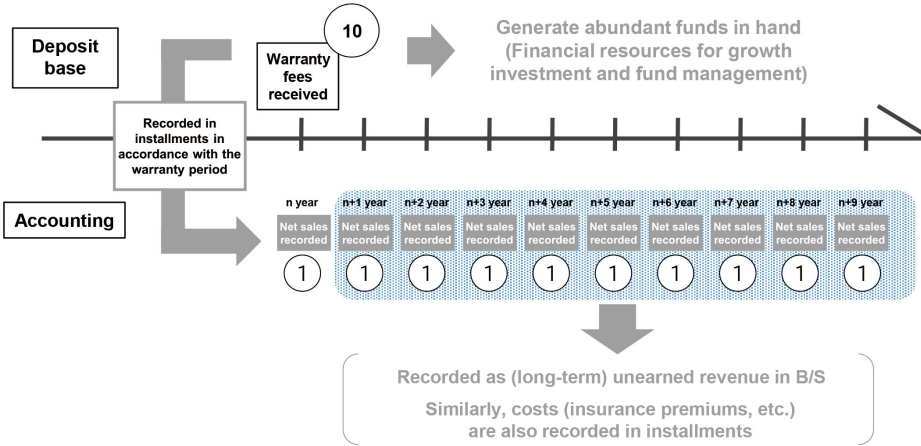 Deposit
base
10
Warranty
fees
received
Generate abundant funds in hand
(Financial resources for growth
investment and fund management)
Recorded in
installments in
accordance with the
warranty period
Accounting
n year
n+1 year
n+2 year
n+3 year
n+4 year
n+5 year
n+6 year
n+7 year
n+8 year
n+9 year
Net sales
recorded
Net sales
recorded
Net sales
recorded
Net sales
recorded
Net sales
recorded
Net sales
recorded
Net sales
recorded
Net sales
recorded
Net sales
recorded
Net sales
recorded
1
1
1
1
1
1
1
1
1
1
Recorded as (long-term) unearned revenue in B/S
Similarly, costs (insurance premiums, etc.)
are also recorded in installments